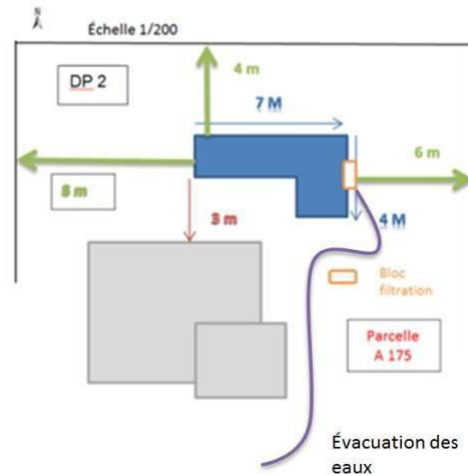 N
Échelle 1/200
DP 2
4 m
7 M
6 m
8 m
3 m
4 M
Bloc
filtration
Parcelle
A 175
Évacuation des
eaux